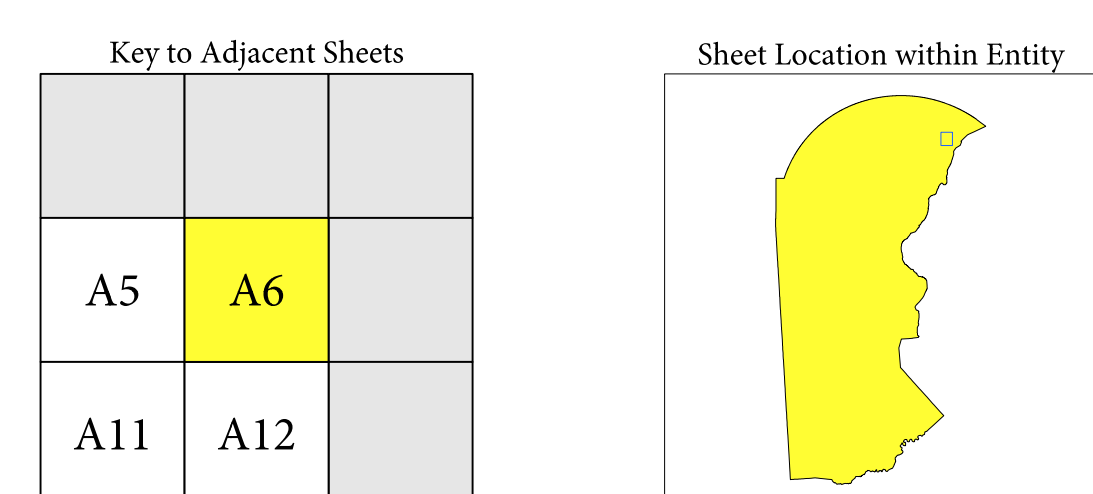 Key to Adjacent Sheets
Sheet Location within Entity
A5
A6
A11
A12